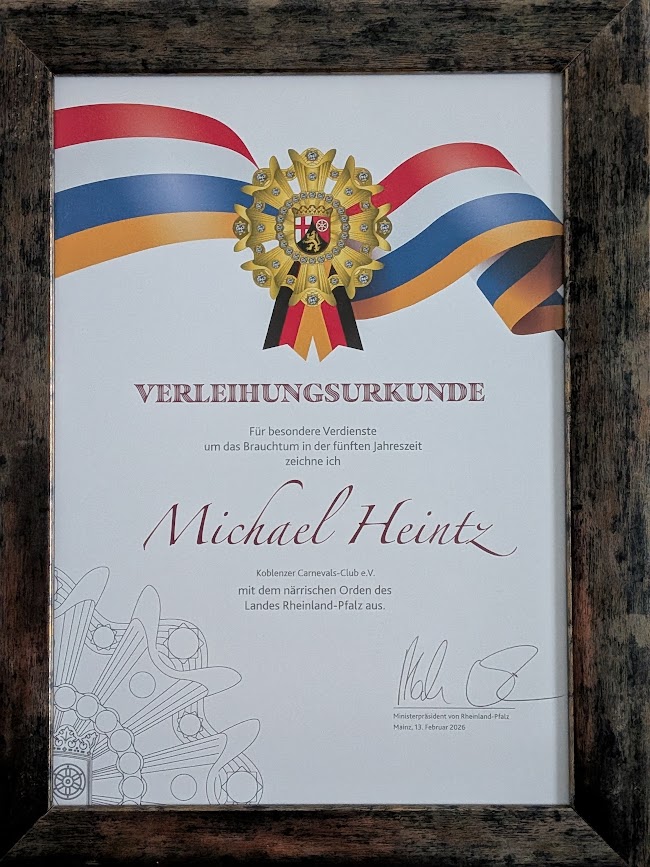 VERLEIHUNGSURKUNDE
Für besondere Verdienste
um das Brauchtum in der fünften Jahreszeit
zeichne ich
Michael Heintz
Koblenzer Carnevals-Club e.V.
mit dem närrischen Orden des
Landes Rheinland-Pfalz aus.
Ministerpräsident von Rheinland-Pfalz
Mainz, 13. Februar 2026